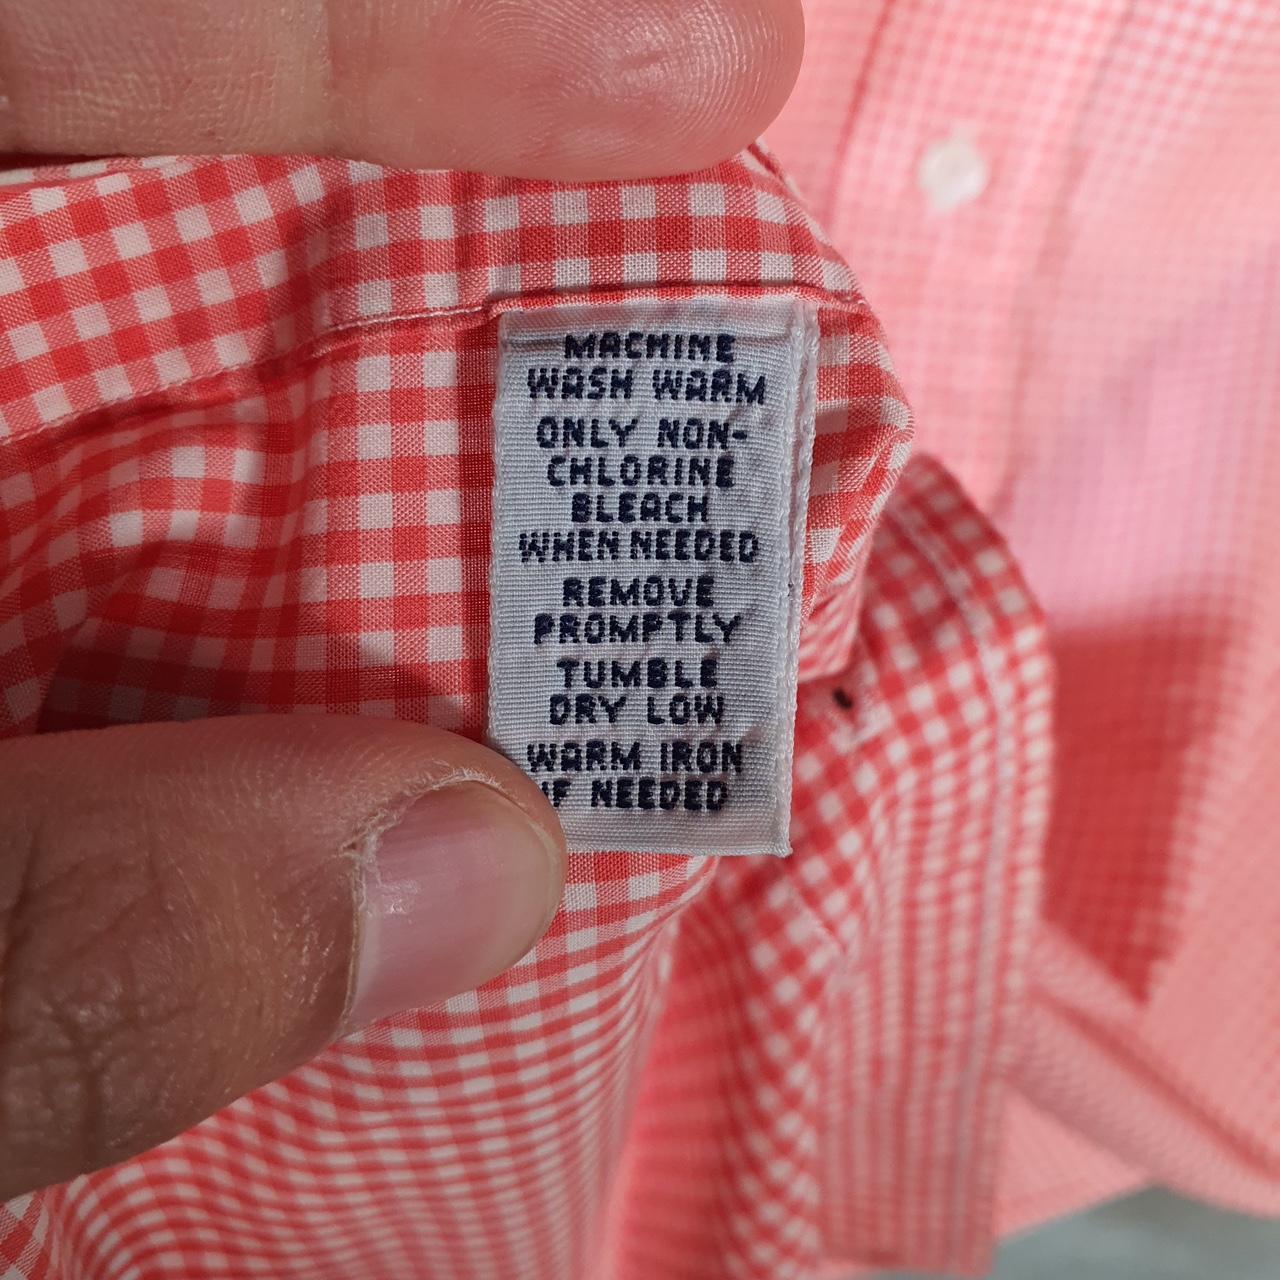 MACHINE
WASH WARM
ONLY NON-
CHLORINE
BLEACH
WHEN NEEDED
REMOVE
PROMPTLY
TUMBLE
DRY LOW
WARM IRON
IF NEEDED